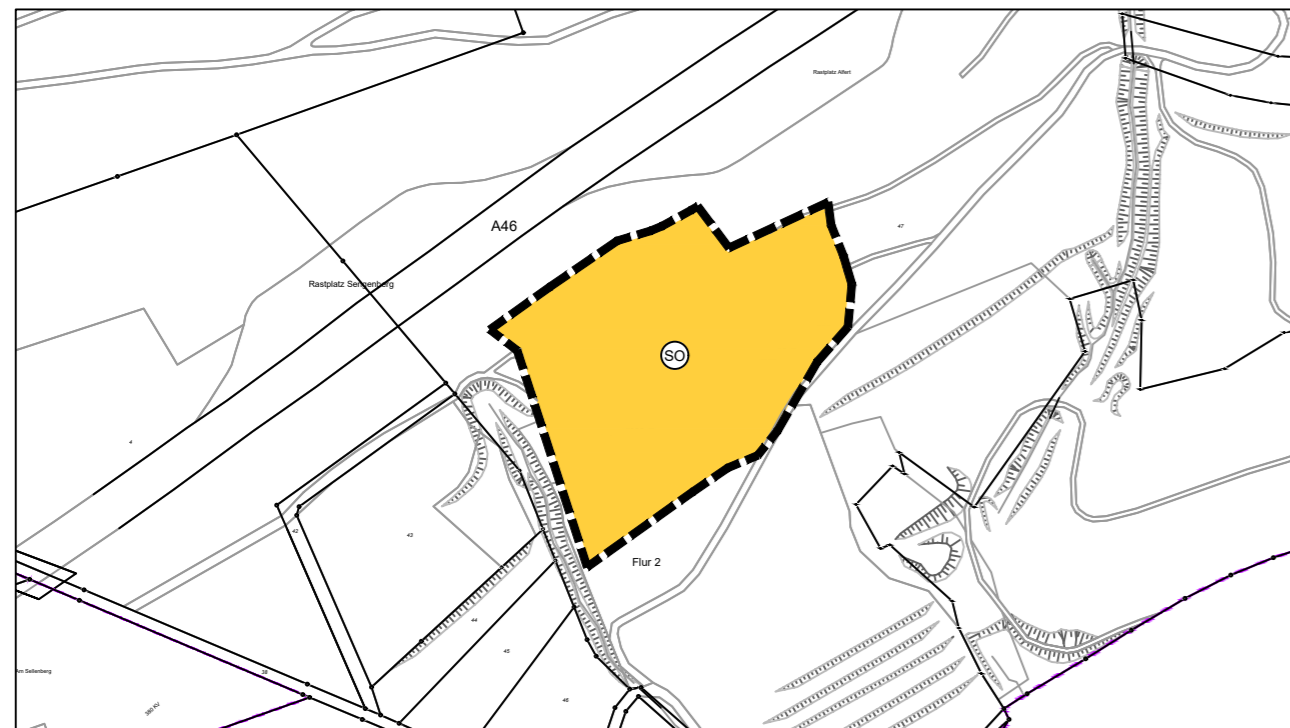 Rastplatz Alfert
A46
47
Rastplatz Sengenberg
SO
4
42
43
Flur 2
44
45
Am Sellenberg
39
46
380 KV